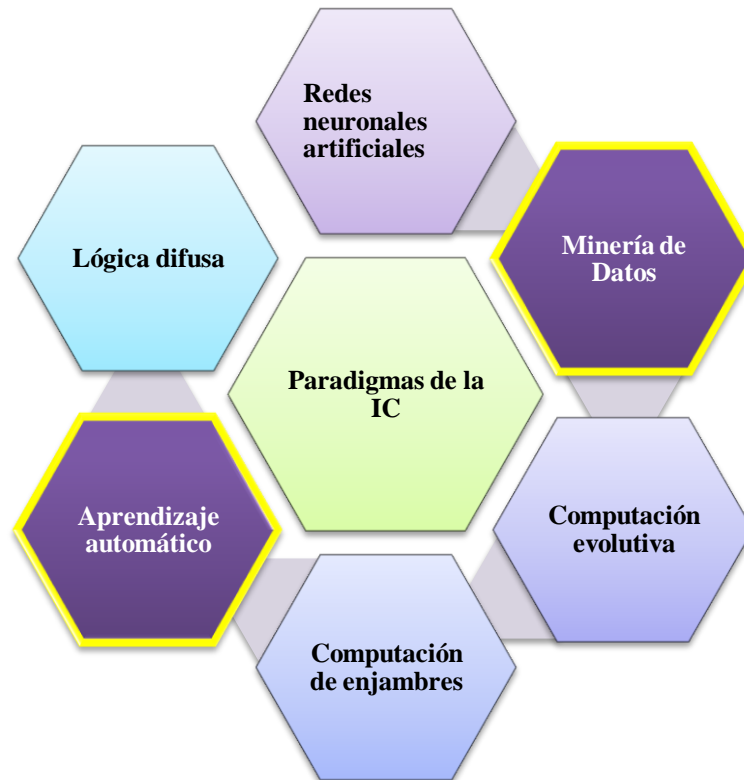 Redes
neuronales
artificiales
Minería de
Datos
Lógica difusa
Paradigmas de la
IC
Aprendizaje
automático
Computación
evolutiva
Computación
de enjambres